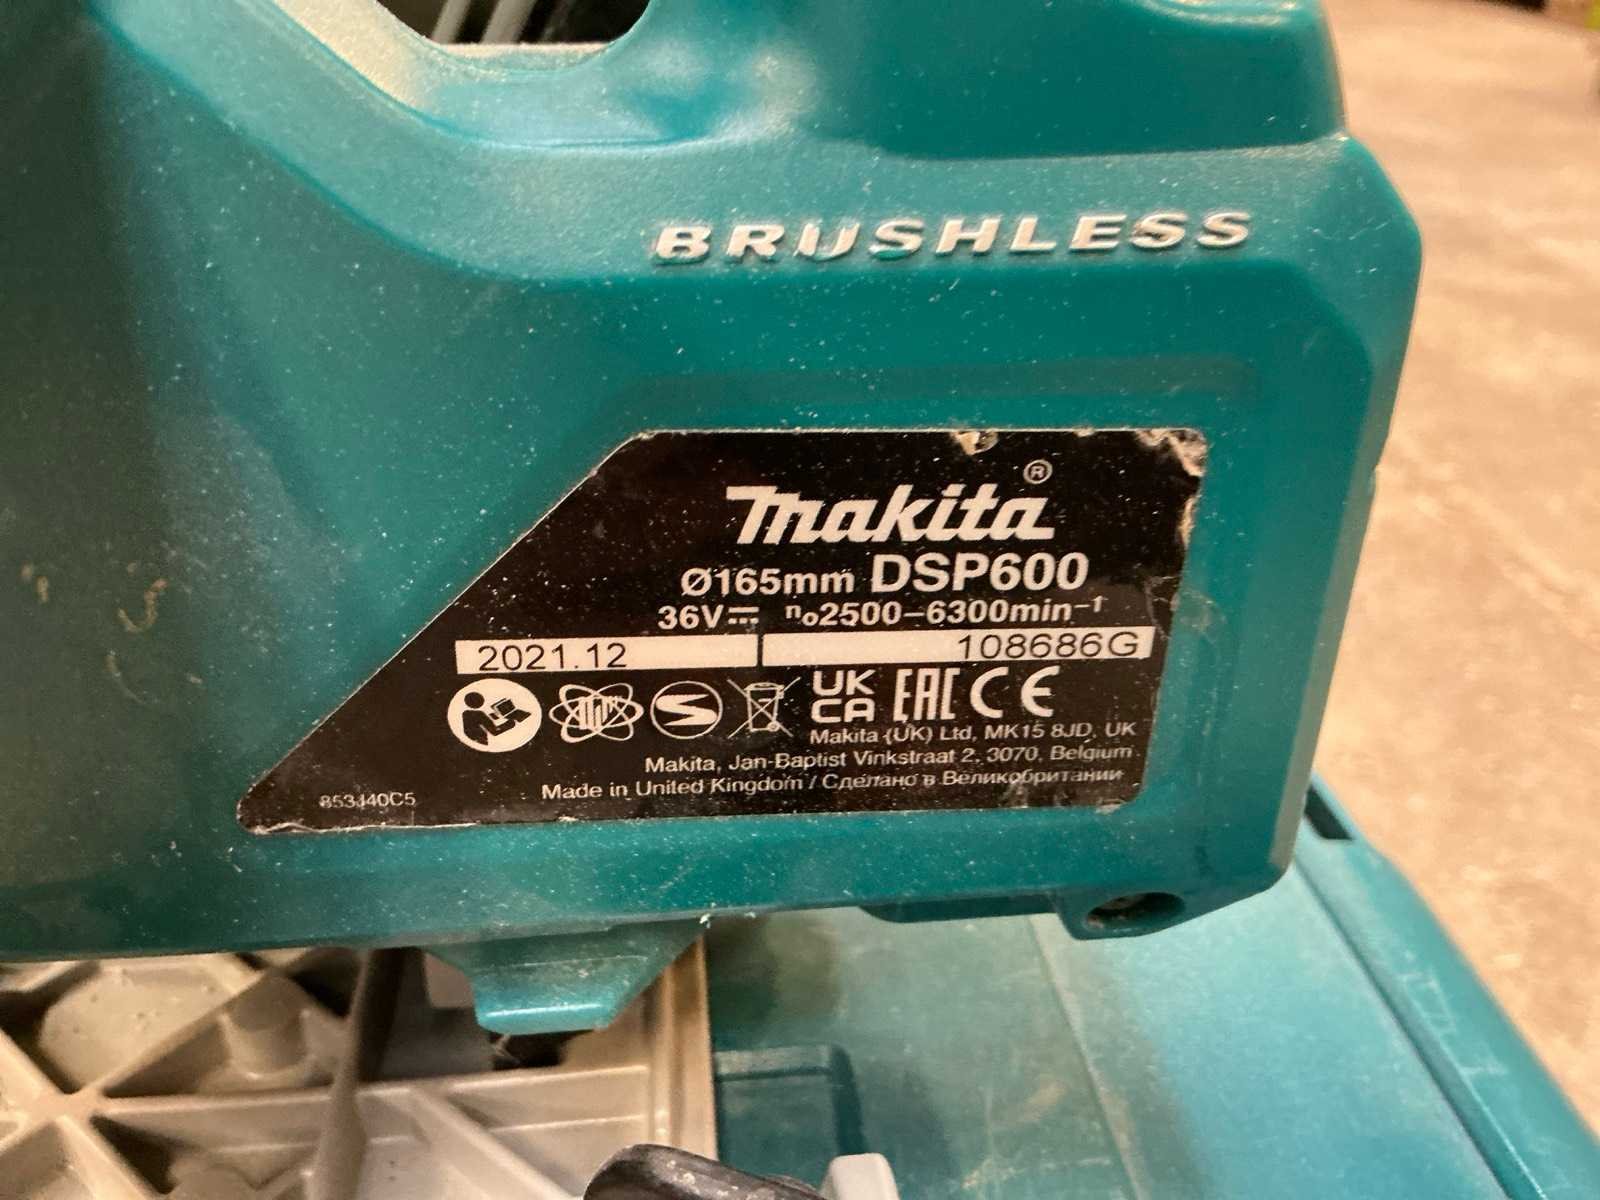 BRUSHLESS
makita®
Ø165mm DSP600
36V⎓ n₀2500–6300min⁻¹
2021.12 108686G
UK CA EAC CE
Makita (UK) Ltd, MK15 8JD, UK
Makita, Jan-Baptist Vinkstraat 2, 3070, Belgium
Made in United Kingdom / Сделано в Великобритании
853J40C5